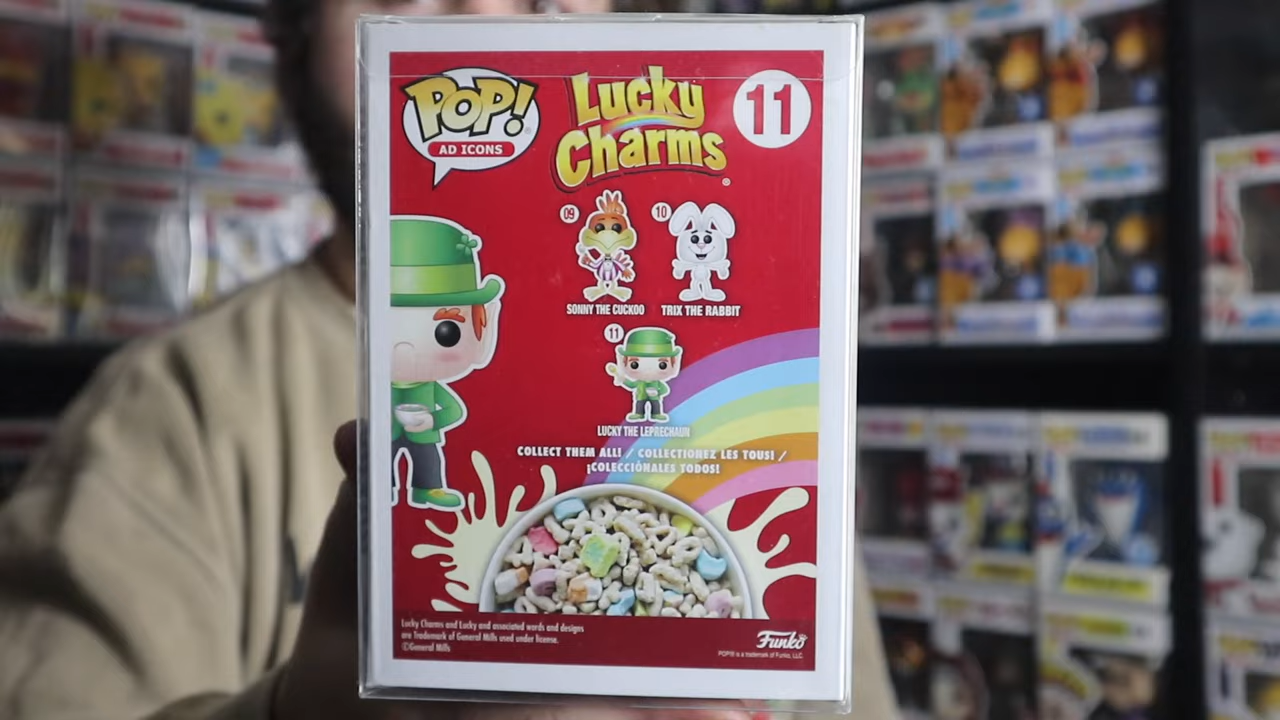 POP!
AD ICONS
Lucky
Charms
11
09
10
SONNY THE CUCKOO
TRIX THE RABBIT
11
LUCKY THE LEPRECHAUN
COLLECT THEM ALL! / COLLECTIONEZ LES TOUS! /
¡COLECCIÓNALES TODOS!
Lucky Charms and Lucky and associated words and designs
are Trademark of General Mills used under license.
©General Mills
Funko
POP!® is a trademark of Funko, LLC.